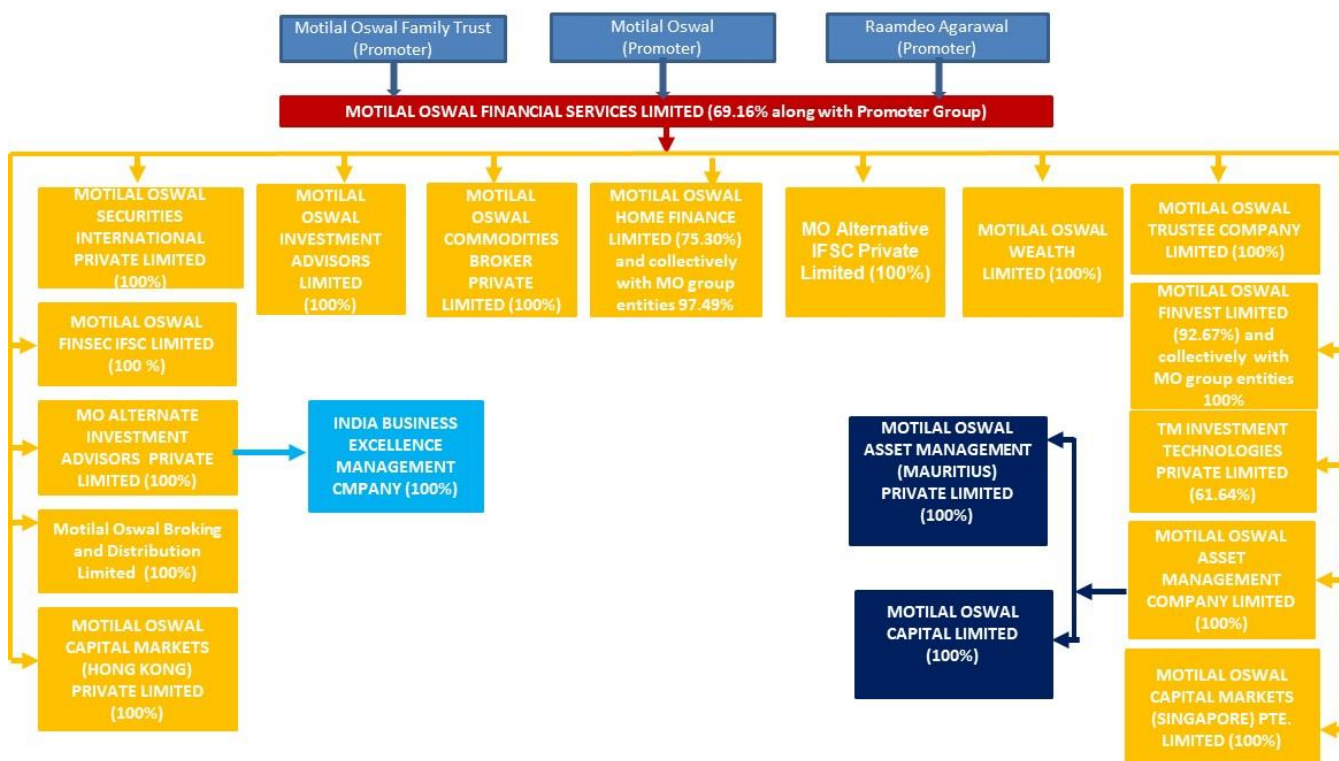 Motilal Oswal Family Trust
(Promoter)
Motilal Oswal
(Promoter)
Raamdeo Agarawal
(Promoter)
MOTILAL OSWAL FINANCIAL SERVICES LIMITED (69.16% along with Promoter Group)
MOTILAL OSWAL
SECURITIES
INTERNATIONAL
PRIVATE LIMITED
(100%)
MOTILAL
OSWAL
INVESTMENT
ADVISORS
LIMITED
(100%)
MOTILAL
OSWAL
COMMODITIES
BROKER
PRIVATE
LIMITED (100%)
MOTILAL OSWAL
HOME FINANCE
LIMITED (75.30%)
and collectively
with MO group
entities 97.49%
MO Alternative
IFSC Private
Limited (100%)
MOTILAL OSWAL
WEALTH
LIMITED (100%)
MOTILAL OSWAL
TRUSTEE COMPANY
LIMITED (100%)
MOTILAL OSWAL
FINSEC IFSC LIMITED
(100 %)
MOTILAL OSWAL
FINVEST LIMITED
(92.67%) and
collectively with
MO group entities
100%
MO ALTERNATE
INVESTMENT
ADVISORS PRIVATE
LIMITED (100%)
INDIA BUSINESS
EXCELLENCE
MANAGEMENT
CMPANY (100%)
MOTILAL OSWAL
ASSET MANAGEMENT
(MAURITIUS)
PRIVATE LIMITED
(100%)
TM INVESTMENT
TECHNOLOGIES
PRIVATE LIMITED
(61.64%)
Motilal Oswal Broking
and Distribution
Limited (100%)
MOTILAL OSWAL
ASSET
MANAGEMENT
COMPANY LIMITED
(100%)
MOTILAL OSWAL
CAPITAL MARKETS
(HONG KONG)
PRIVATE LIMITED
(100%)
MOTILAL OSWAL
CAPITAL LIMITED
(100%)
MOTILAL OSWAL
CAPITAL MARKETS
(SINGAPORE) PTE.
LIMITED (100%)